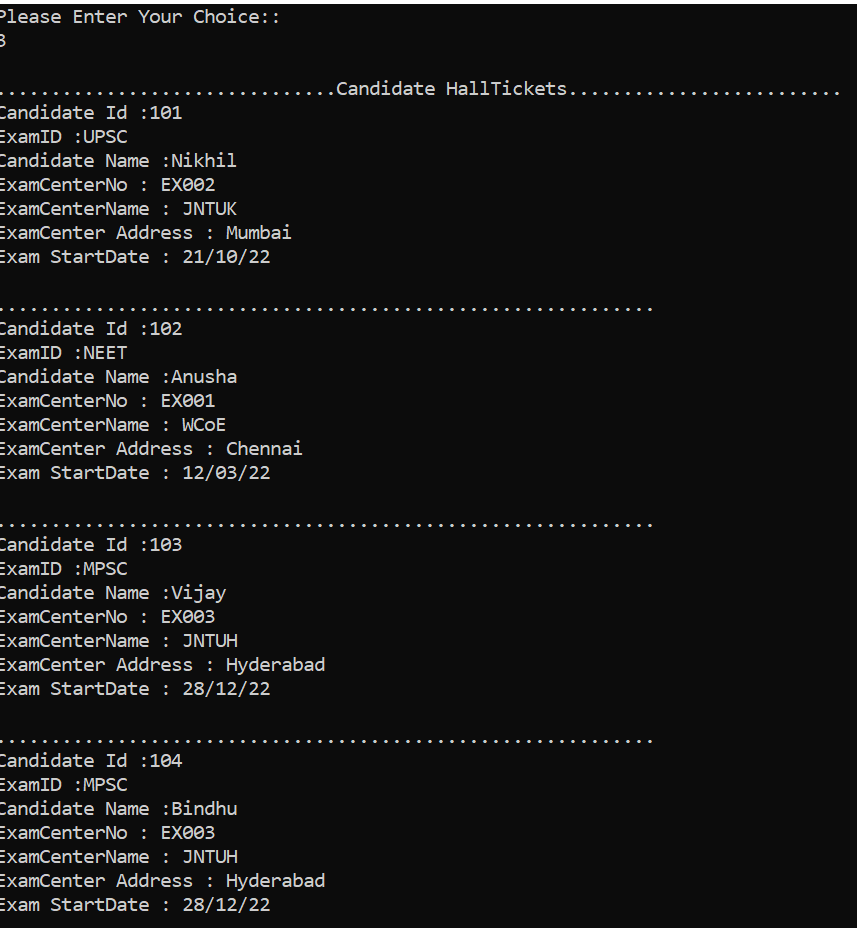 Please Enter Your Choice::
3
...............................Candidate HallTickets.........................
Candidate Id :101
ExamID :UPSC
Candidate Name :Nikhil
ExamCenterNo : EX002
ExamCenterName : JNTUK
ExamCenter Address : Mumbai
Exam StartDate : 21/10/22
............................................................
Candidate Id :102
ExamID :NEET
Candidate Name :Anusha
ExamCenterNo : EX001
ExamCenterName : WCoE
ExamCenter Address : Chennai
Exam StartDate : 12/03/22
............................................................
Candidate Id :103
ExamID :MPSC
Candidate Name :Vijay
ExamCenterNo : EX003
ExamCenterName : JNTUH
ExamCenter Address : Hyderabad
Exam StartDate : 28/12/22
............................................................
Candidate Id :104
ExamID :MPSC
Candidate Name :Bindhu
ExamCenterNo : EX003
ExamCenterName : JNTUH
ExamCenter Address : Hyderabad
Exam StartDate : 28/12/22